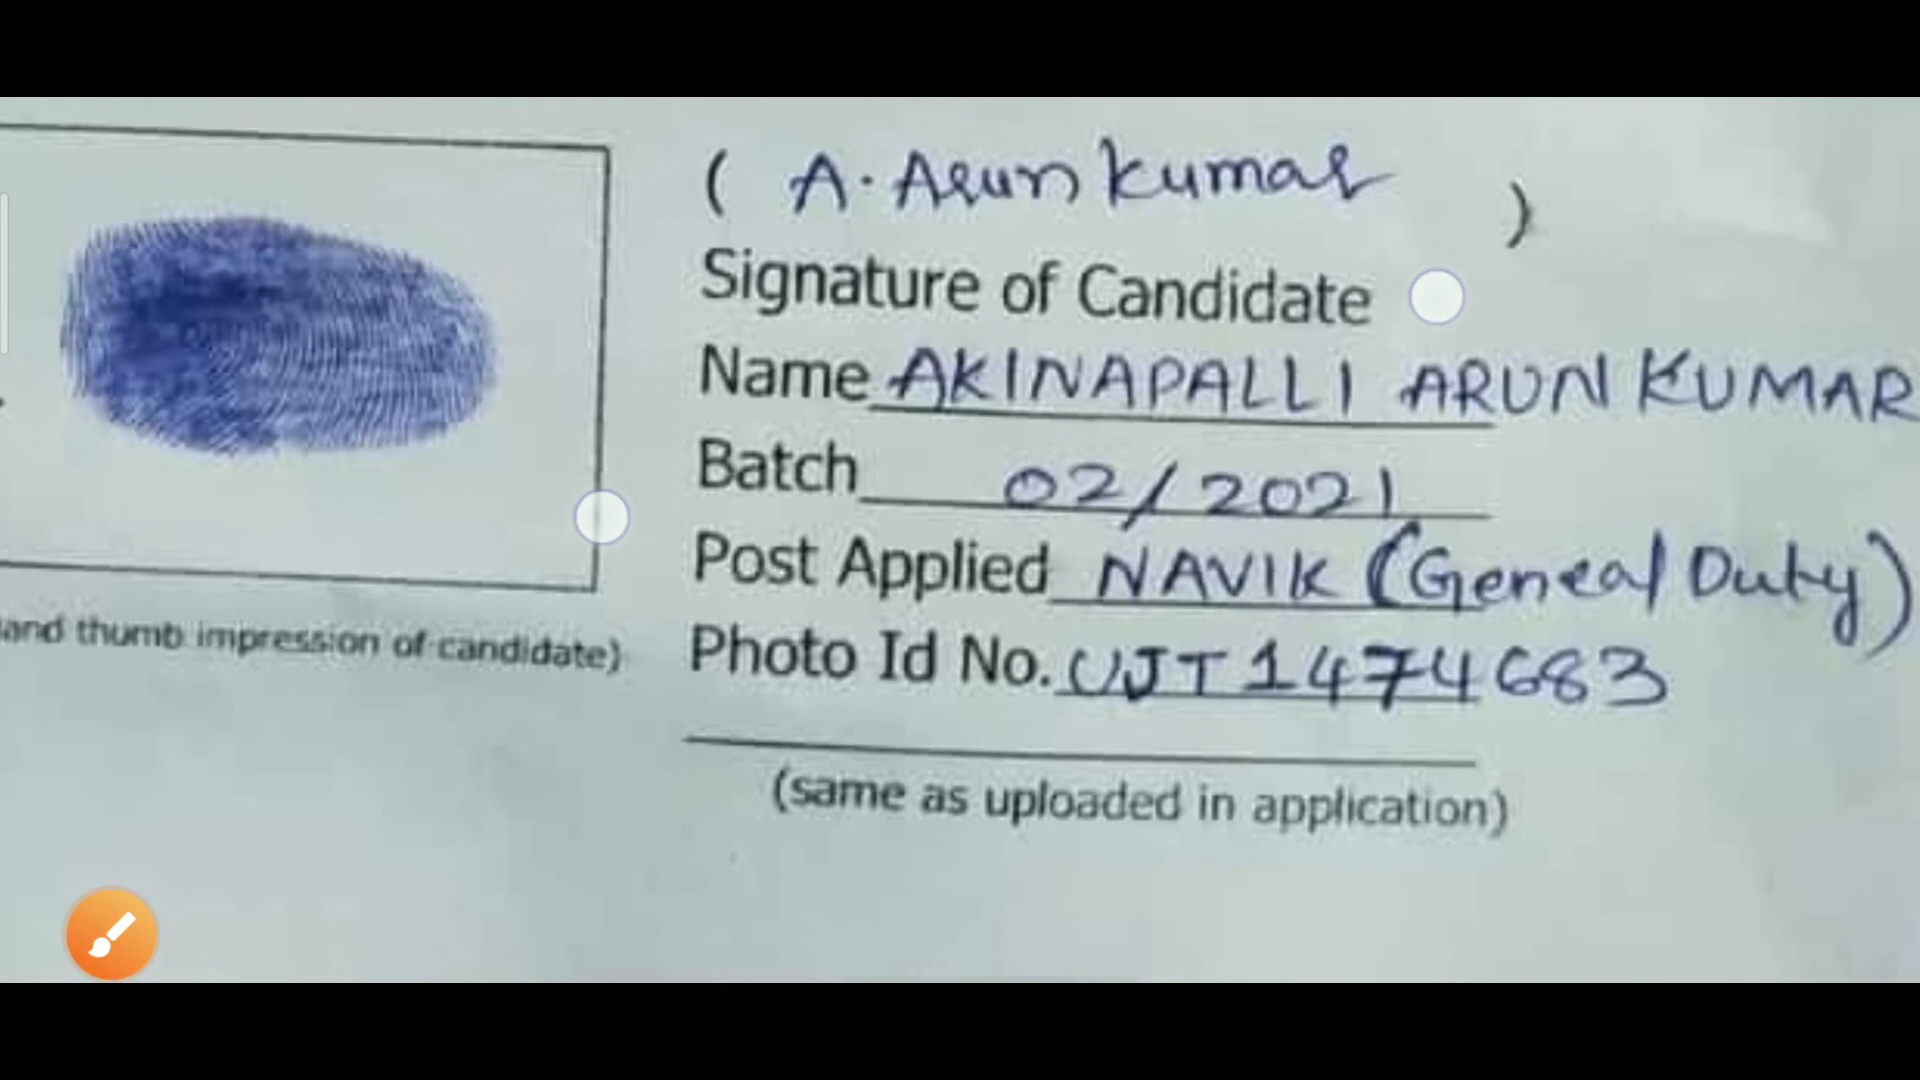 ( A. Arun kumar )
Signature of Candidate
Name AKINAPALLI ARUN KUMAR
Batch 02/2021
Post Applied NAVIK (Geneal Duty)
Photo Id No. UJT1474683
(same as uploaded in application)
and thumb impression of candidate)